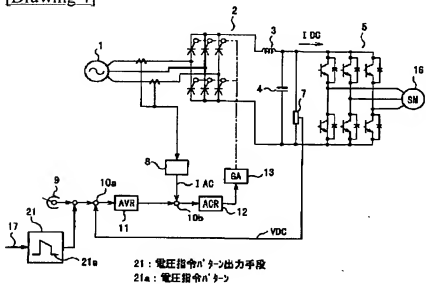 [Drawing 4]
1
2
3
I DG
5
4
7
16
SM
8
I AC
GA
13
9
10a
AVR
11
10b
ACR
12
21
17
21a
VDC
21 : 電圧指令パターン出力手段
21a : 電圧指令パターン